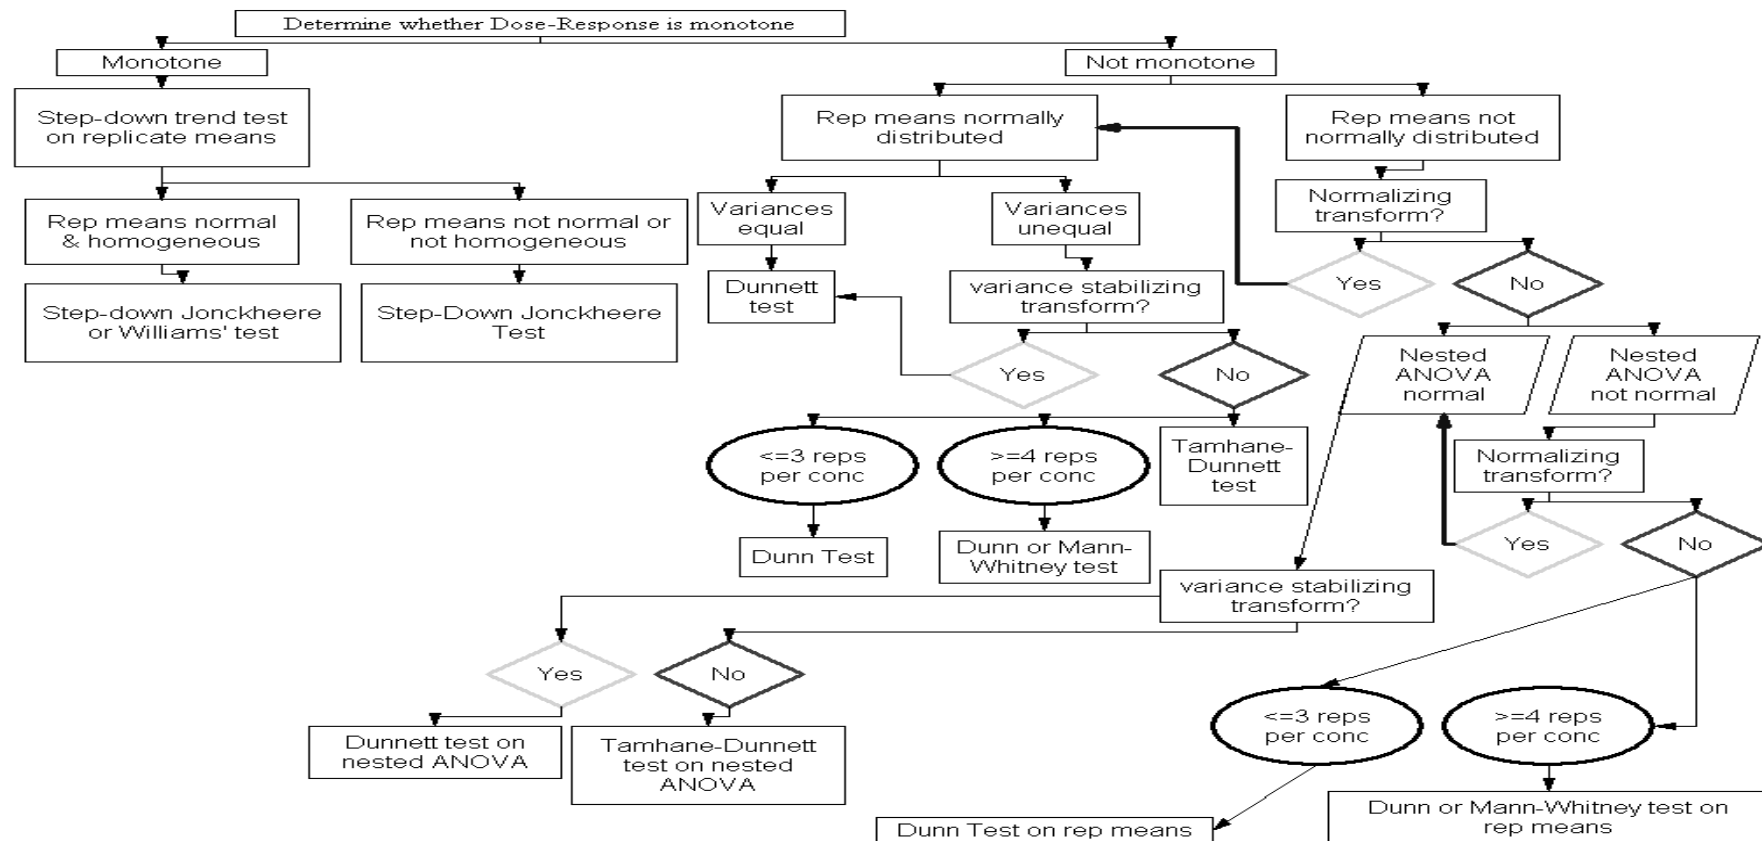 Determine whether Dose-Response is monotone
Monotone
Not monotone
Step-down trend test
on replicate means
Rep means normally
distributed
Rep means not
normally distributed
Rep means normal
& homogeneous
Rep means not normal or
not homogeneous
Variances
equal
Variances
unequal
Normalizing
transform?
Step-down Jonckheere
or Williams' test
Step-Down Jonckheere
Test
Dunnett
test
variance stabilizing
transform?
Yes
No
Yes
No
Nested
ANOVA
normal
Nested
ANOVA
not normal
<=3 reps
per conc
>=4 reps
per conc
Tamhane-
Dunnett
test
Normalizing
transform?
Dunn Test
Dunn or Mann-
Whitney test
Yes
No
variance stabilizing
transform?
Yes
No
<=3 reps
per conc
>=4 reps
per conc
Dunnett test on
nested ANOVA
Tamhane-Dunnett
test on nested
ANOVA
Dunn Test on rep means
Dunn or Mann-Whitney test on
rep means